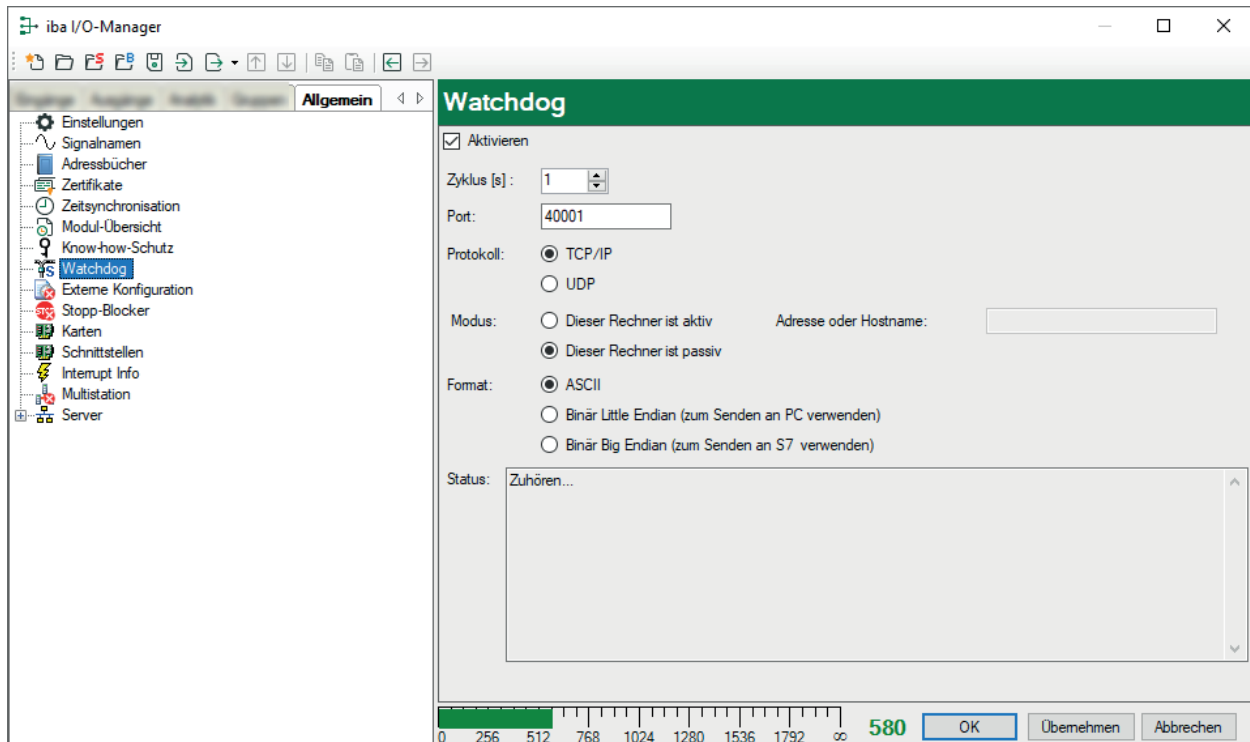 iba I/O-Manager
Allgemein
Einstellungen
Signalnamen
Adressbücher
Zertifikate
Zeitsynchronisation
Modul-Übersicht
Know-how-Schutz
Watchdog
Externe Konfiguration
Stopp-Blocker
Karten
Schnittstellen
Interrupt Info
Multistation
Server
Watchdog
Aktivieren
Zyklus [s] : 1
Port: 40001
Protokoll: TCP/IP
UDP
Modus: Dieser Rechner ist aktiv Adresse oder Hostname:
Dieser Rechner ist passiv
Format: ASCII
Binär Little Endian (zum Senden an PC verwenden)
Binär Big Endian (zum Senden an S7 verwenden)
Status: Zuhören...
0 256 512 768 1024 1280 1536 1792 ∞ 580 OK Übernehmen Abbrechen